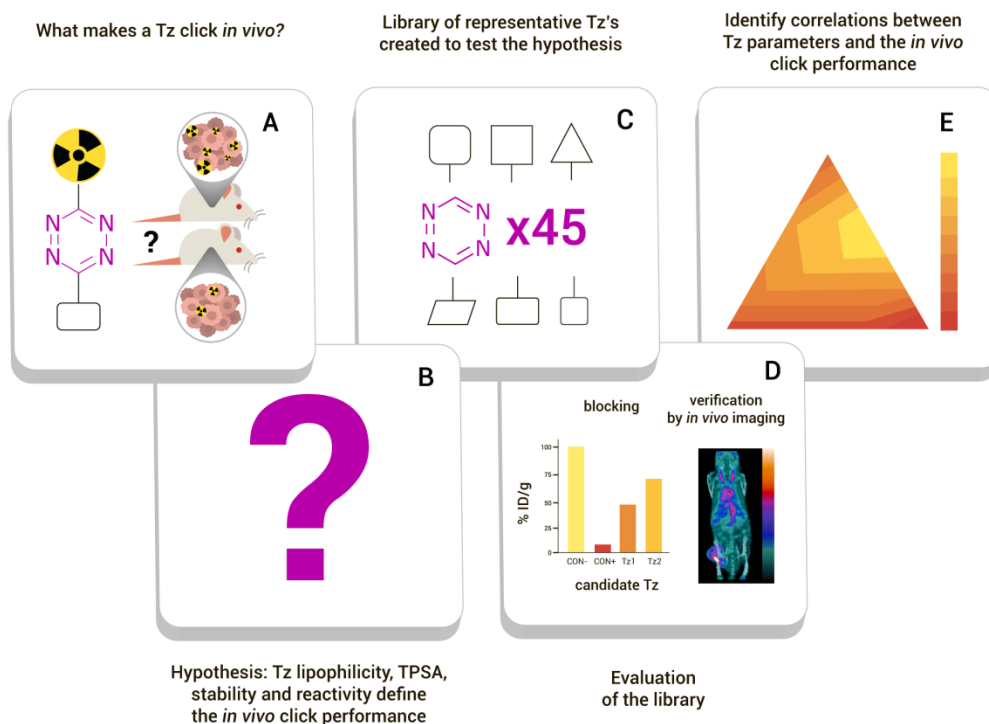 What makes a Tz click in vivo?
Library of representative Tz's
created to test the hypothesis
Identify correlations between
Tz parameters and the in vivo
click performance
A
N N
N N
?
C
N N
N N
x45
E
B
?
D
blocking
verification
by in vivo imaging
% ID/g
100
75
50
25
0
CON- CON+ Tz1 Tz2
candidate Tz
Hypothesis: Tz lipophilicity, TPSA,
stability and reactivity define
the in vivo click performance
Evaluation
of the library